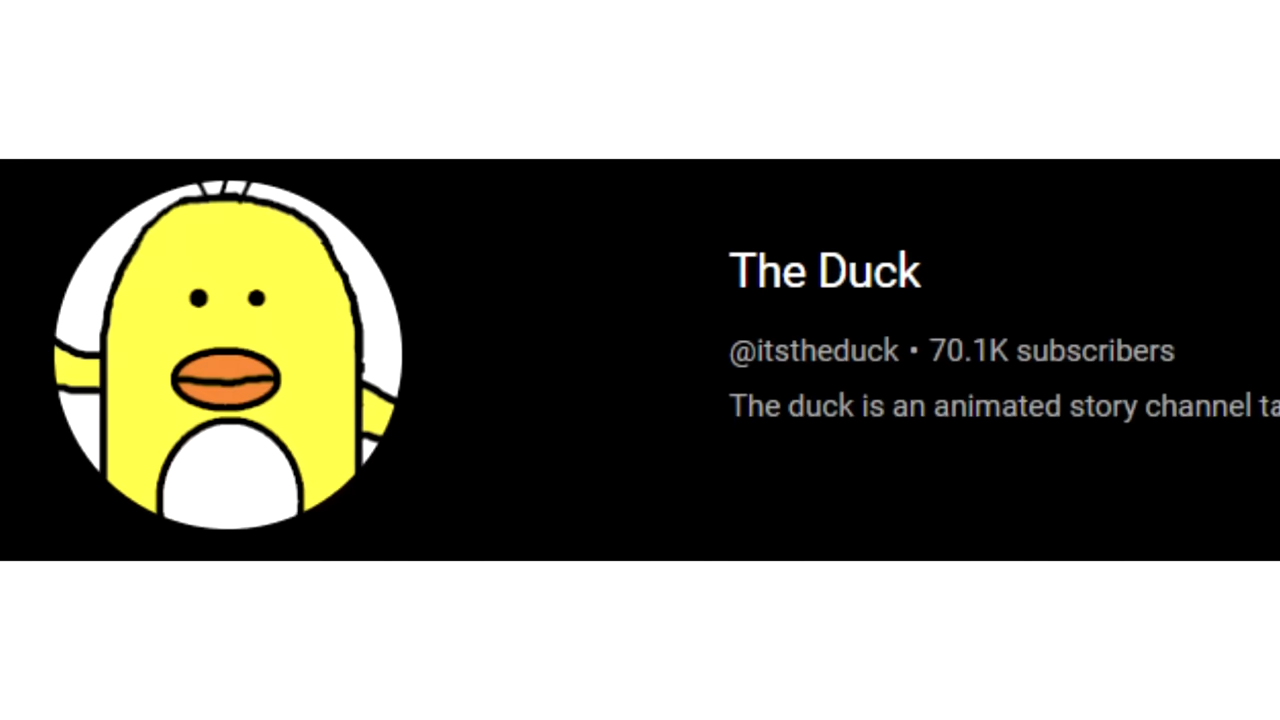 The Duck
@itstheduck • 70.1K subscribers
The duck is an animated story channel